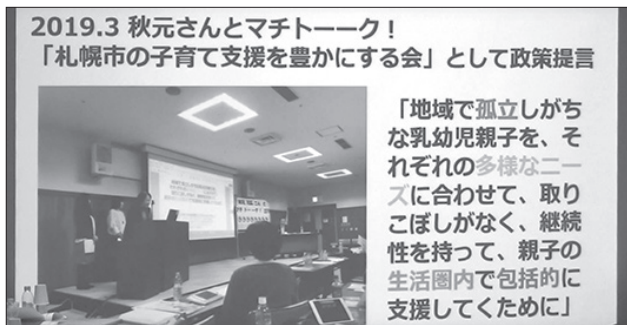 2019.3 秋元さんとマチトーーク！
「札幌市の子育て支援を豊かにする会」として政策提言
「地域で孤立しがち
な乳幼児親子を、そ
れぞれの多様なニー
ズに合わせて、取り
こぼしがなく、継続
性を持って、親子の
生活圏内で包括的に
支援してくために」